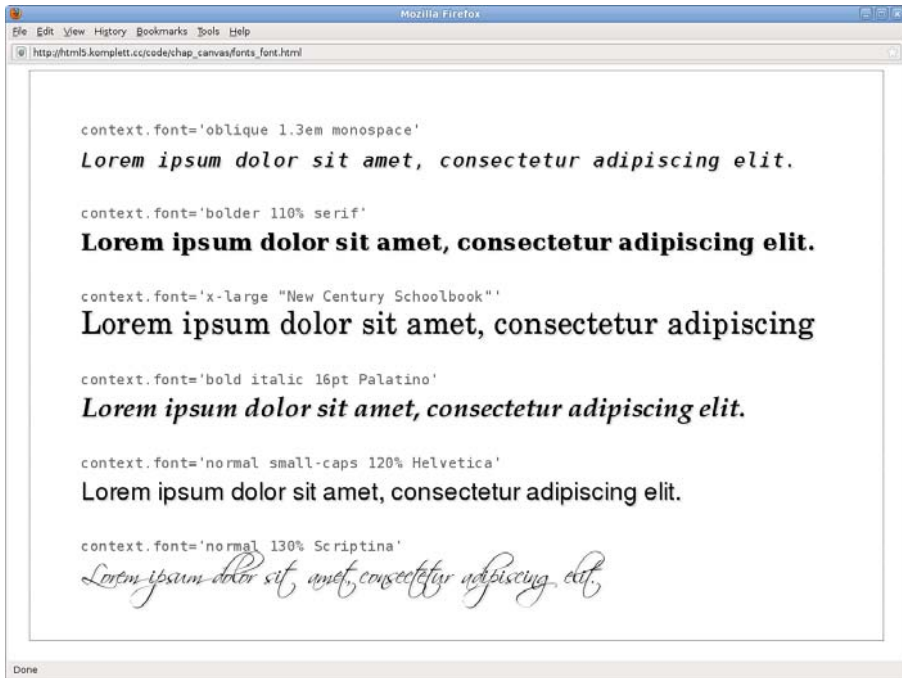 Mozilla Firefox
File Edit View History Bookmarks Tools Help
http://html5.komplett.cc/code/chap_canvas/fonts_font.html
context.font='oblique 1.3em monospace'
Lorem ipsum dolor sit amet, consectetur adipiscing elit.
context.font='bolder 110% serif'
Lorem ipsum dolor sit amet, consectetur adipiscing elit.
context.font='x-large "New Century Schoolbook"'
Lorem ipsum dolor sit amet, consectetur adipiscing
context.font='bold italic 16pt Palatino'
Lorem ipsum dolor sit amet, consectetur adipiscing elit.
context.font='normal small-caps 120% Helvetica'
Lorem ipsum dolor sit amet, consectetur adipiscing elit.
context.font='normal 130% Scriptina'
Lorem ipsum dolor sit amet, consectetur adipiscing elit.
Done